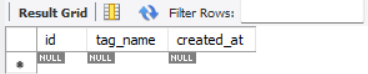 Result Grid Filter Rows:
id tag_name created_at
* NULL NULL NULL